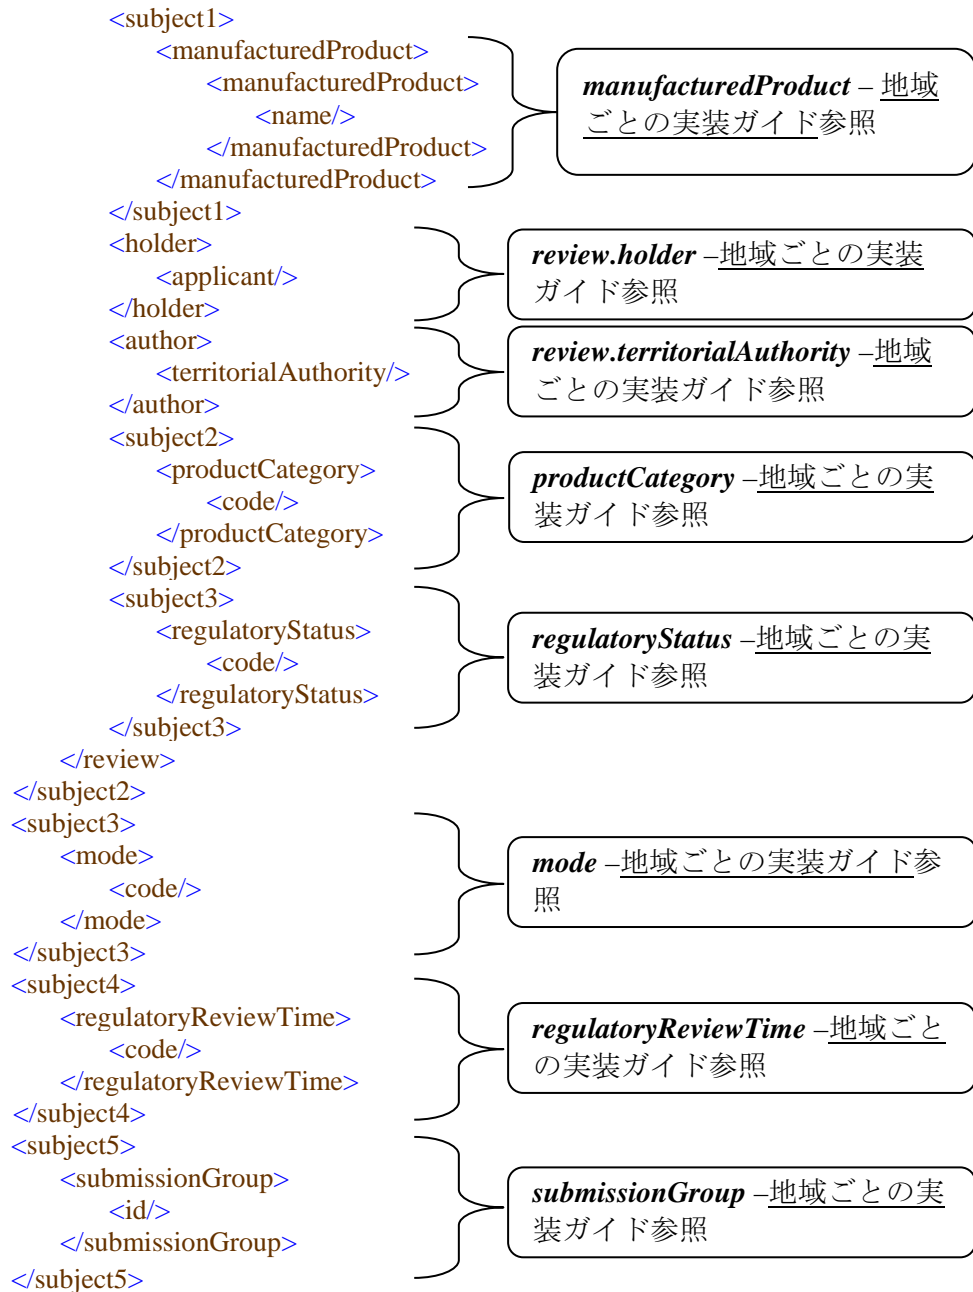 <subject1>
<manufacturedProduct>
<manufacturedProduct>
<name/>
</manufacturedProduct>
</manufacturedProduct>
</subject1>
manufacturedProduct – 地域
ごとの実装ガイド参照
<holder>
<applicant/>
</holder>
review.holder –地域ごとの実装
ガイド参照
<author>
<territorialAuthority/>
</author>
review.territorialAuthority –地域
ごとの実装ガイド参照
<subject2>
<productCategory>
<code/>
</productCategory>
</subject2>
productCategory –地域ごとの実
装ガイド参照
<subject3>
<regulatoryStatus>
<code/>
</regulatoryStatus>
</subject3>
regulatoryStatus –地域ごとの実
装ガイド参照
</review>
</subject2>
<subject3>
<mode>
<code/>
</mode>
</subject3>
mode –地域ごとの実装ガイド参
照
<subject4>
<regulatoryReviewTime>
<code/>
</regulatoryReviewTime>
</subject4>
regulatoryReviewTime –地域ごと
の実装ガイド参照
<subject5>
<submissionGroup>
<id/>
</submissionGroup>
</subject5>
submissionGroup –地域ごとの実
装ガイド参照